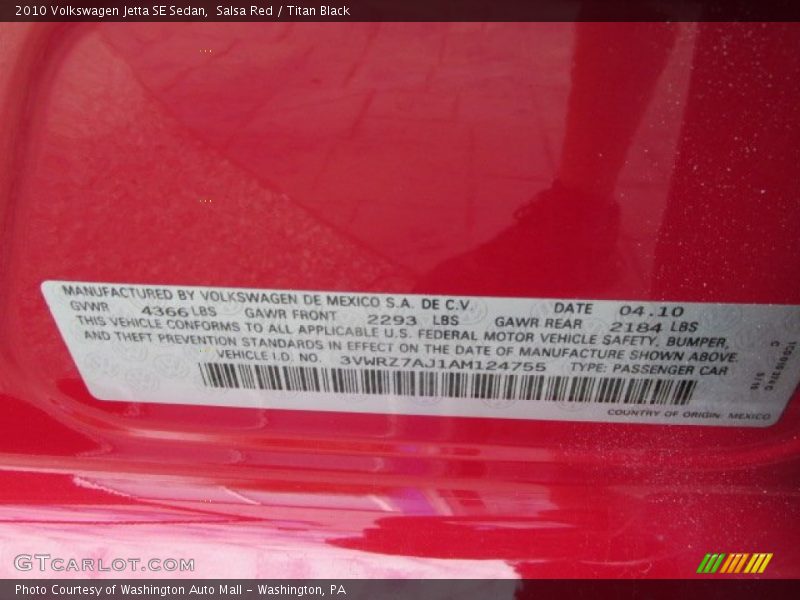 2010 Volkswagen Jetta SE Sedan,  Salsa Red / Titan Black
MANUFACTURED BY VOLKSWAGEN DE MEXICO S.A. DE C.V. DATE 04.10
GVWR 4366 LBS GAWR FRONT 2293 LBS GAWR REAR 2184 LBS
THIS VEHICLE CONFORMS TO ALL APPLICABLE U.S. FEDERAL MOTOR VEHICLE SAFETY, BUMPER,
AND THEFT PREVENTION STANDARDS IN EFFECT ON THE DATE OF MANUFACTURE SHOWN ABOVE.
VEHICLE I.D. NO. 3VWRZ7AJ1AM124755 TYPE: PASSENGER CAR
COUNTRY OF ORIGIN: MEXICO
GTCARLOT.COM
Photo Courtesy of Washington Auto Mall - Washington, PA